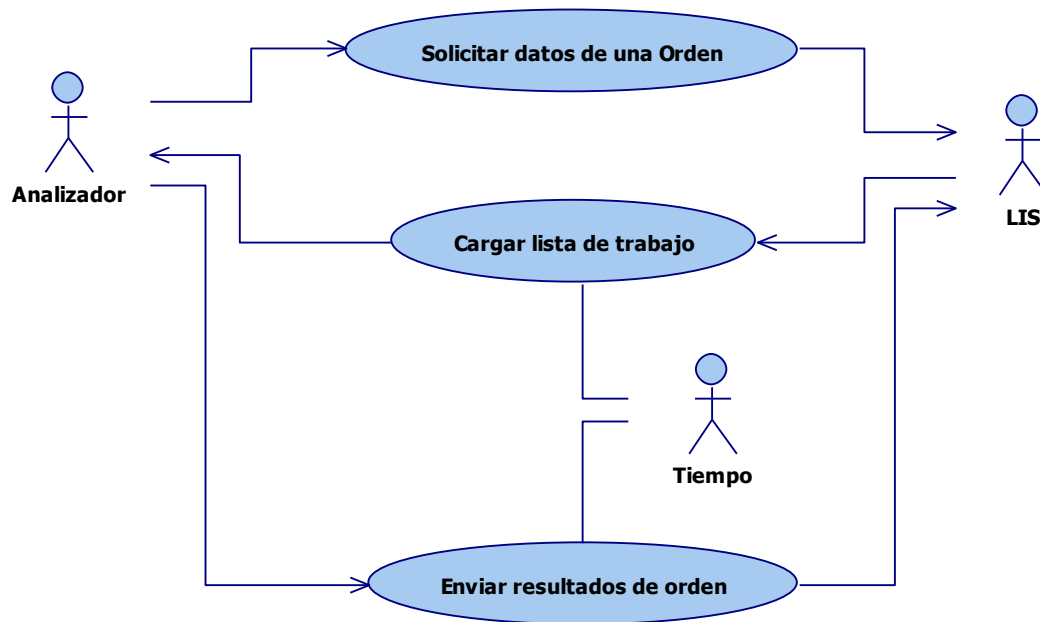 Solicitar datos de una Orden
Analizador
LIS
Cargar lista de trabajo
Tiempo
Enviar resultados de orden